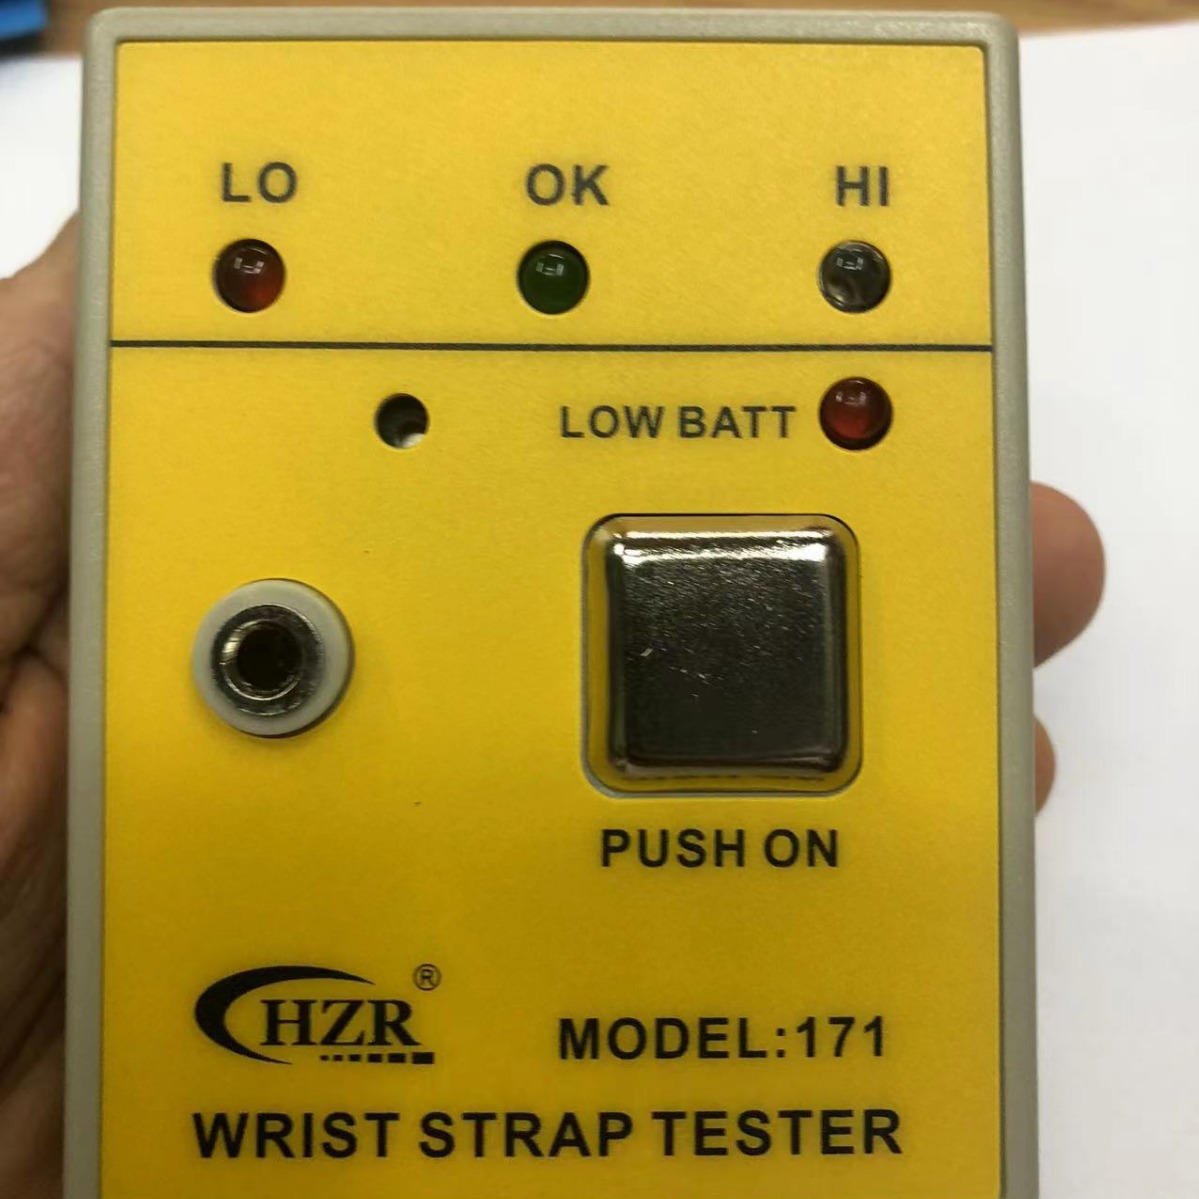 LO OK HI
LOW BATT
PUSH ON
HZR®
MODEL:171
WRIST STRAP TESTER